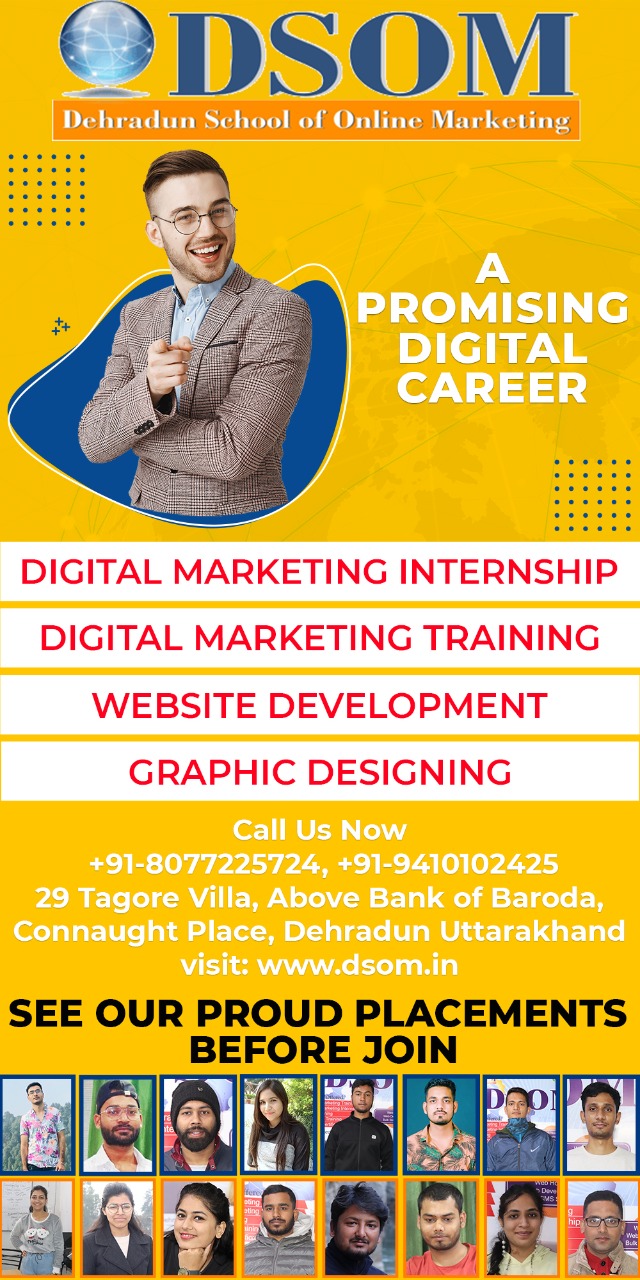 DSOM
Dehradun School of Online Marketing
A
PROMISING
DIGITAL
CAREER
DIGITAL MARKETING INTERNSHIP
DIGITAL MARKETING TRAINING
WEBSITE DEVELOPMENT
GRAPHIC DESIGNING
Call Us Now
+91-8077225724, +91-9410102425
29 Tagore Villa, Above Bank of Baroda,
Connaught Place, Dehradun Uttarakhand
visit: www.dsom.in
SEE OUR PROUD PLACEMENTS
BEFORE JOIN